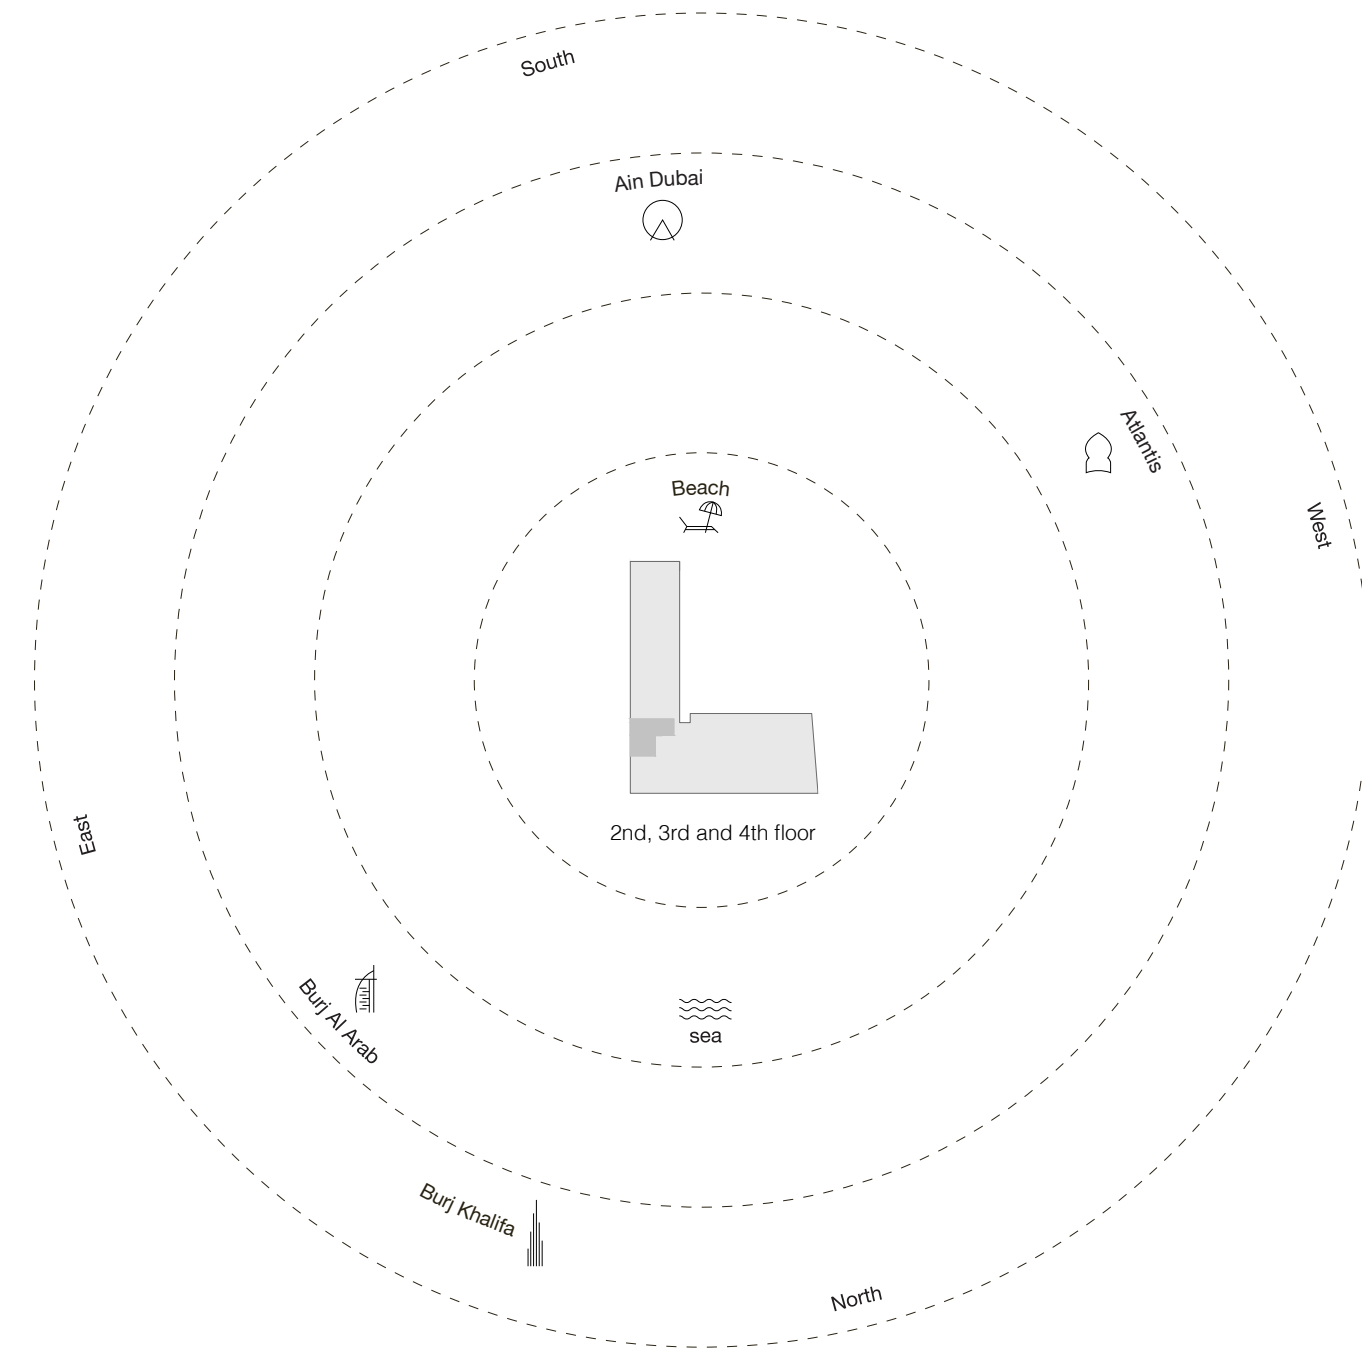 South
Ain Dubai
Atlantis
Beach
West
East
2nd, 3rd and 4th floor
Burj Al Arab
sea
Burj Khalifa
North